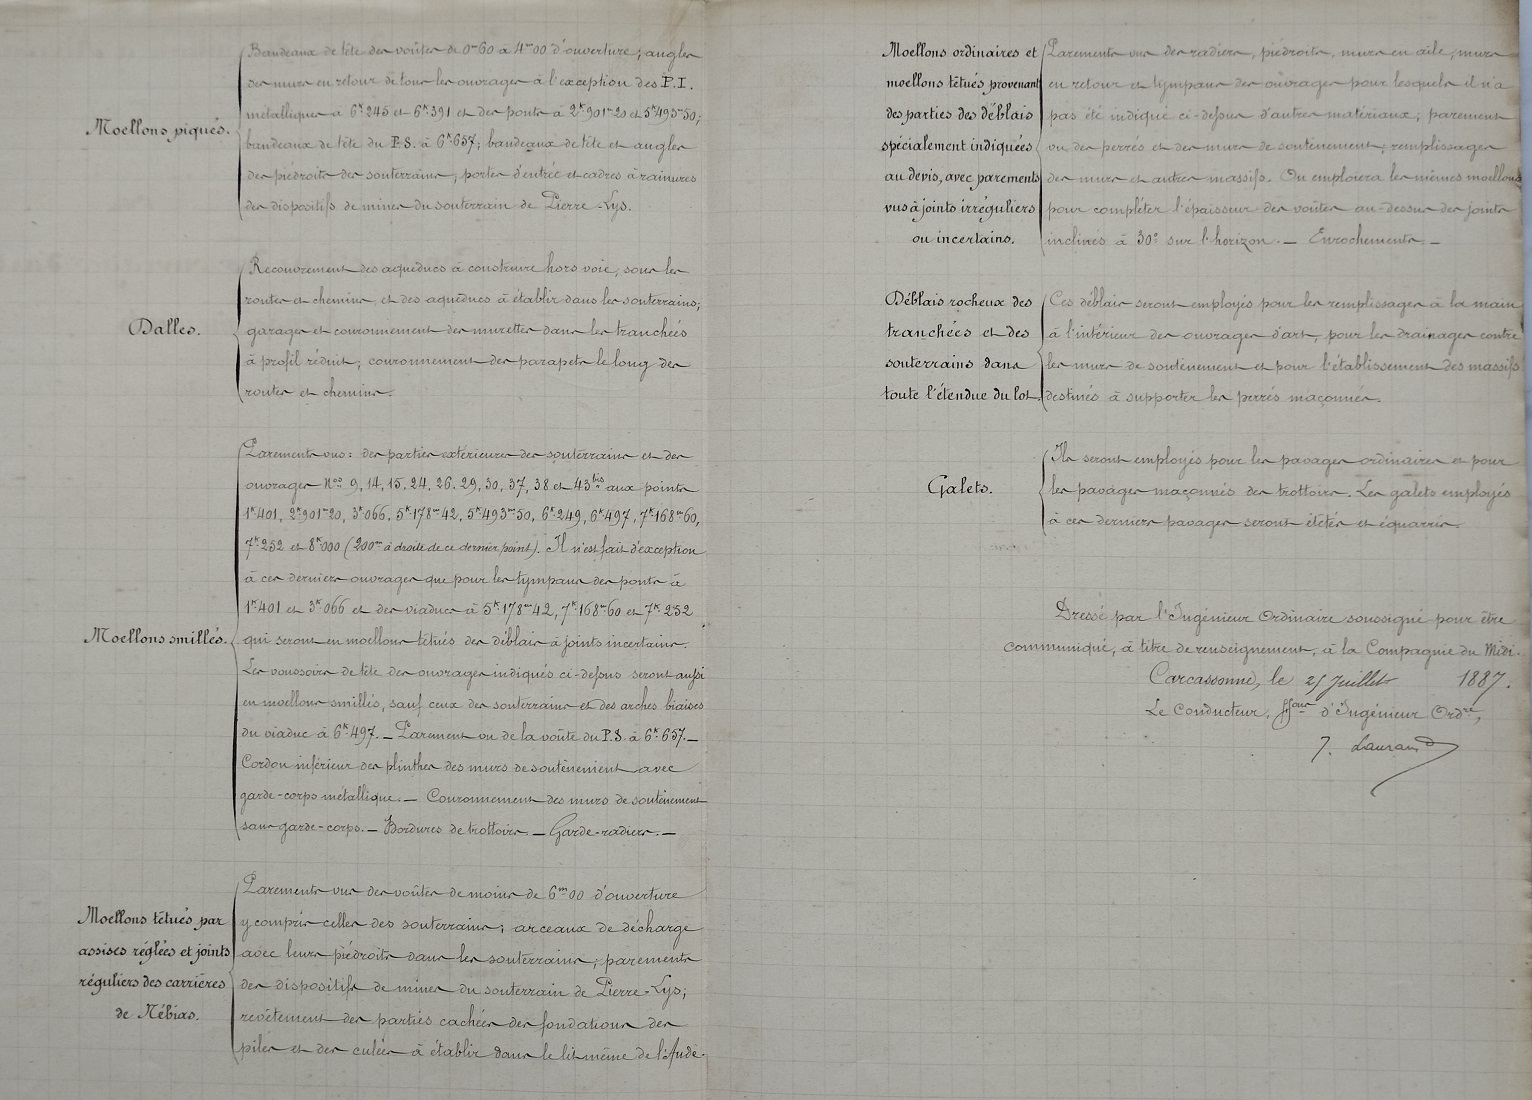 Moellons piqués.
Bandeaux de tête des voûtes de 0m60 à 4m00 d'ouverture; angles
des murs en retour de tous les ouvrages à l'exception des P.I.
métalliques à 6k245 et 6k391 et des ponts à 2k901m20 et 5k493m50;
bandeaux de tête du P.S. à 6k657; bandeaux de tête et angles
des piédroits des souterrains; portes d'entrée et cadres à rainures
des dispositifs de mines du souterrain de Pierre-Lys.
Dalles.
Recouvrement des aqueducs à construire hors voie, sous les
routes et chemins, et des aqueducs à établir dans les souterrains;
garages et couronnement des murettes dans les tranchées
à profil réduit; couronnement des parapets le long des
routes et chemins.
Moellons smillés.
Parements vus: des parties extérieures des souterrains et des
ouvrages Nos 9, 14, 15, 24, 26, 29, 30, 37, 38 et 43bis aux points
1k401, 2k901m20, 3k066, 5k178m42, 5k493m50, 6k249, 6k497, 7k168m60,
7k252 et 8k000 (200m à droite de ce dernier point). Il n'est fait d'exception
à ces derniers ouvrages que pour les tympans des ponts à
1k401 et 3k066 et des viaducs à 5k178m42, 7k168m60 et 7k252
qui seront en moellons têtués des déblais à joints incertains.
Les voussoirs de tête des ouvrages indiqués ci-dessus seront aussi
en moellons smillés, sauf ceux des souterrains et des arches biaises
du viaduc à 6k497. — Parement vu de la voûte du P.S. à 6k657. —
Cordon inférieur des plinthes des murs de soutènement avec
garde-corps métallique. — Couronnement des murs de soutènement
sans garde-corps. — Bordures de trottoirs. — Garde-radiers. —
Moellons têtués par
assises réglées et joints
réguliers des carrières
de Nébias.
Parements vus des voûtes de moins de 6m00 d'ouverture
y compris celles des souterrains; arceaux de décharge
avec leurs piédroits dans les souterrains; parements
des dispositifs de mines du souterrain de Pierre-Lys;
revêtement des parties cachées des fondations des
piles et des culées à établir dans le lit même de l'Aude.
Moellons ordinaires et
moellons têtués provenant
des parties des déblais
spécialement indiquées
au devis, avec parements
vus à joints irréguliers
ou incertains.
Parements vus des radiers, piédroits, murs en aile, murs
en retour et tympans des ouvrages pour lesquels il n'a
pas été indiqué ci-dessus d'autres matériaux; parement
vu des perrés et des murs de soutènement; remplissages
des murs et autres massifs. On emploiera les mêmes moellons
pour compléter l'épaisseur des voûtes au-dessus des joints
inclinés à 30° sur l'horizon. — Enrochements. —
Déblais rocheux des
tranchées et des
souterrains dans
toute l'étendue du lot.
Ces déblais seront employés pour les remplissages à la main
à l'intérieur des ouvrages d'art, pour les drainages contre
les murs de soutènement et pour l'établissement des massifs
destinés à supporter les perrés maçonnés.
Galets.
Ils seront employés pour les pavages ordinaires et pour
les pavages maçonnés des trottoirs. Les galets employés
à ces derniers pavages seront étêtés et équarris.
Dressé par l'Ingénieur Ordinaire soussigné pour être
communiqué, à titre de renseignement, à la Compagnie du Midi.
Carcassonne, le 25 Juillet 1887.
Le Conducteur, ffons d'Ingénieur Ordre,
J. Laurand